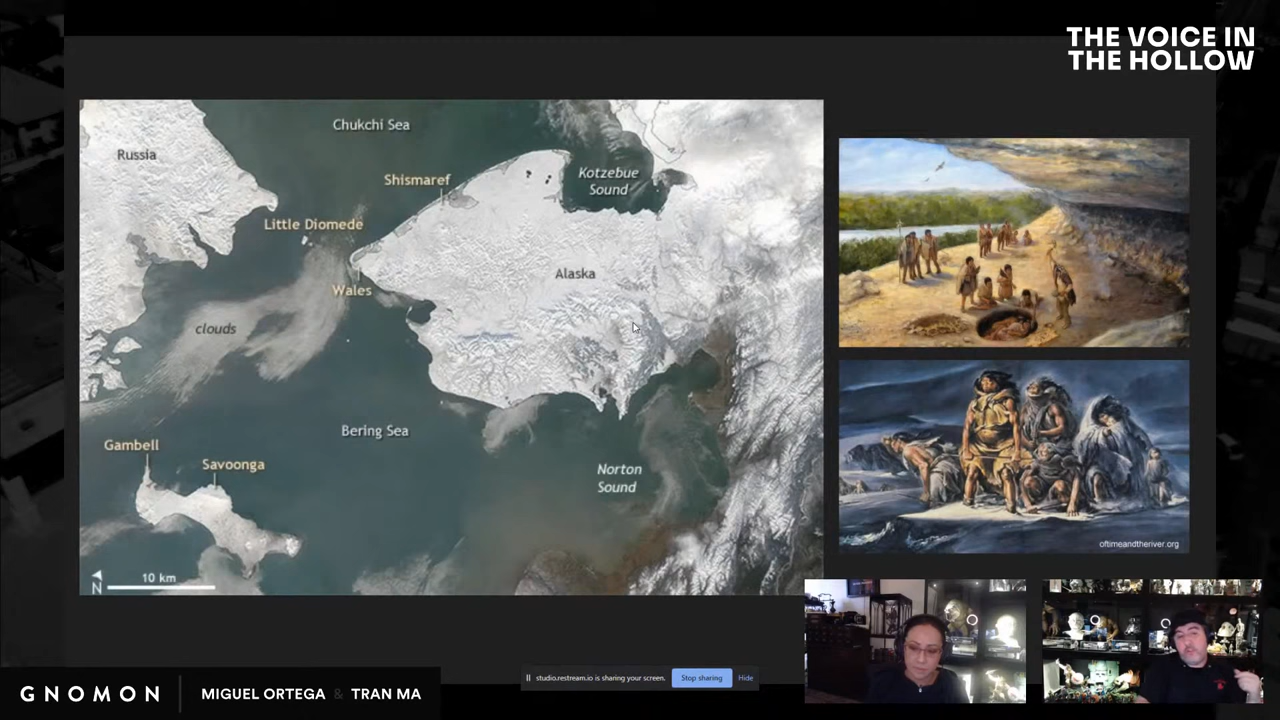 THE VOICE IN
THE HOLLOW
Chukchi Sea
Russia
Shismaref
Kotzebue
Sound
Little Diomede
Wales
Alaska
clouds
Bering Sea
Gambell
Savoonga
Norton
Sound
10 km
N
oftimeandtheriver.org
GNOMON
MIGUEL ORTEGA & TRAN MA
studio.restream.io is sharing your screen.
Stop sharing
Hide